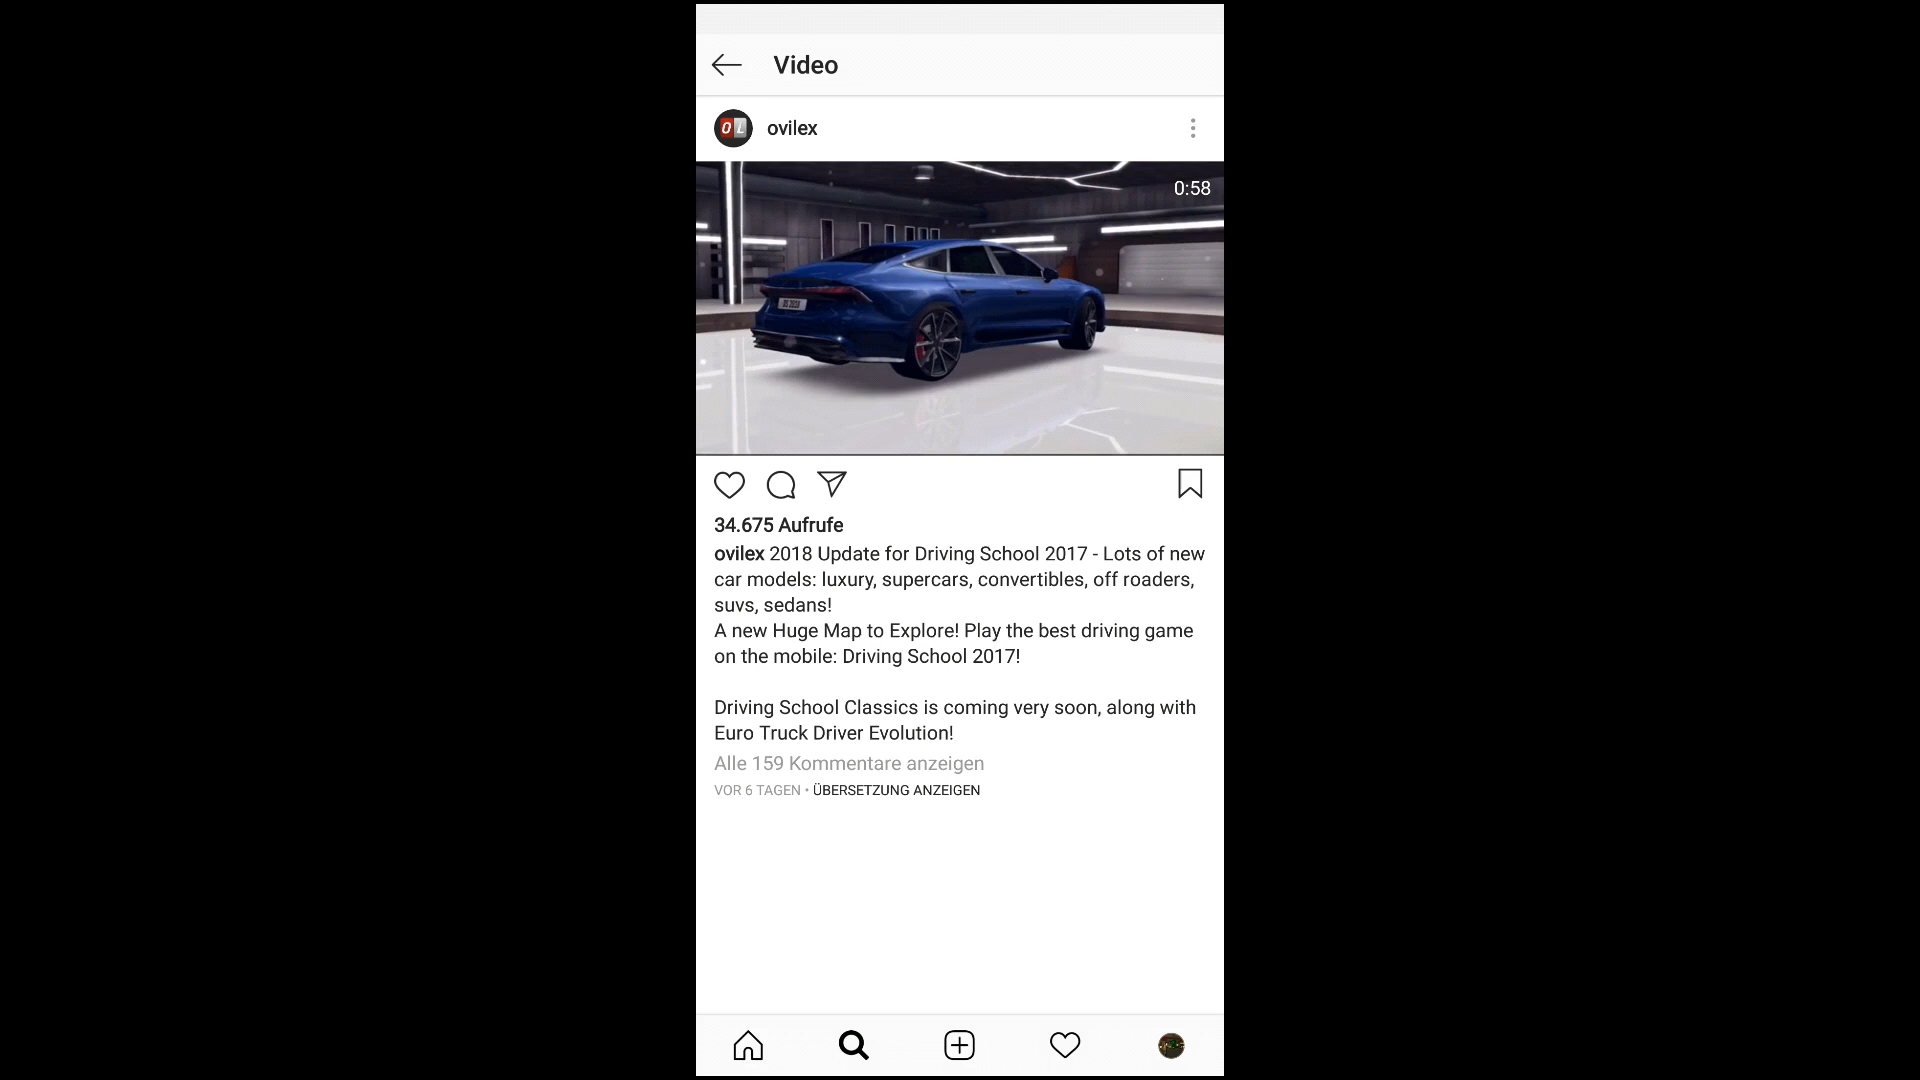 Video
OL ovilex
0:58
34.675 Aufrufe
ovilex 2018 Update for Driving School 2017 - Lots of new
car models: luxury, supercars, convertibles, off roaders,
suvs, sedans!
A new Huge Map to Explore! Play the best driving game
on the mobile: Driving School 2017!
Driving School Classics is coming very soon, along with
Euro Truck Driver Evolution!
Alle 159 Kommentare anzeigen
VOR 6 TAGEN • ÜBERSETZUNG ANZEIGEN